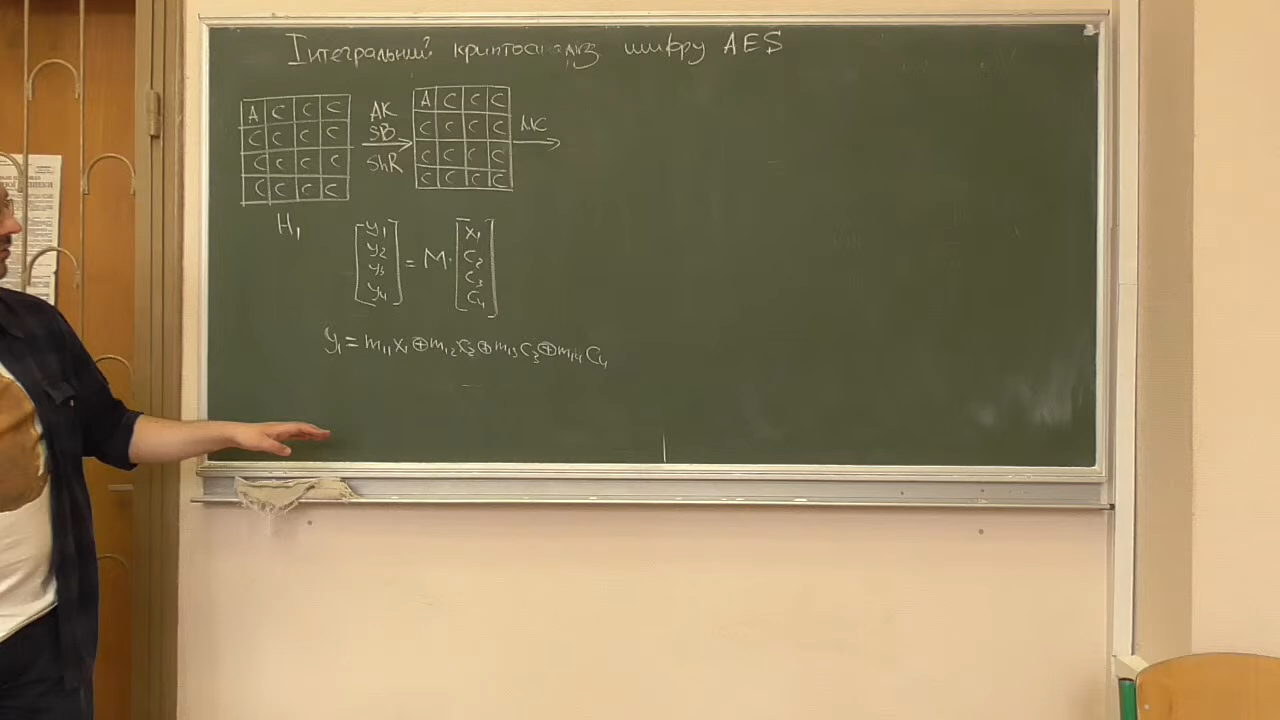 Інтегральний криптоаналіз шифру AES
A C C C
C C C C
C C C C
C C C C
H₁
AK
SB
ShR
A C C C
C C C C
C C C C
C C C C
MC
[y₁ y₂ y₃ y₄] = M · [x₁ C₂ C₃ C₄]
y₁ = m₁₁x₁ ⊕ m₁₂C₂ ⊕ m₁₃C₃ ⊕ m₁₄C₄